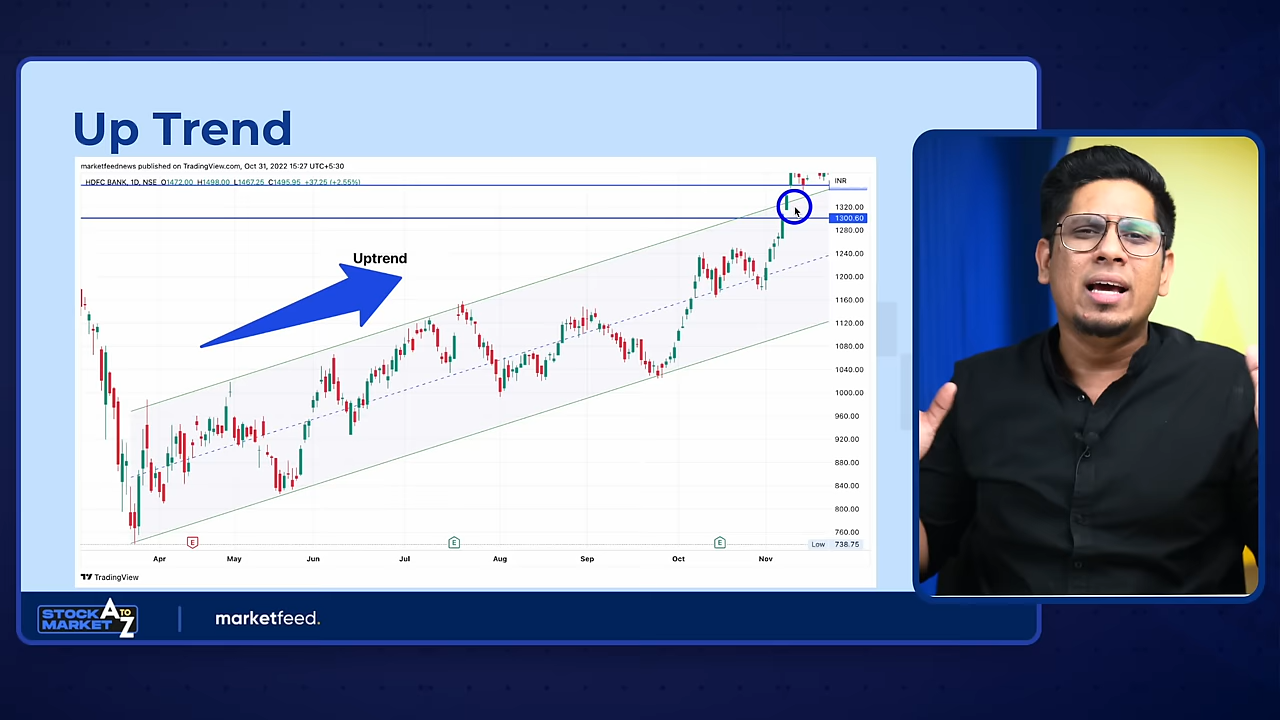 Up Trend
marketfeednews published on TradingView.com, Oct 31, 2022 15:27 UTC+5:30
HDFC BANK, 1D, NSE O1472.00 H1498.00 L1467.25 C1495.95 +37.25 (+2.55%)
INR
1320.00
1300.60
1280.00
Uptrend
1240.00
1200.00
1160.00
1120.00
1080.00
1040.00
1000.00
960.00
920.00
880.00
840.00
800.00
760.00
E
E
E
Low 738.75
Apr May Jun Jul Aug Sep Oct Nov
TradingView
STOCK MARKET A TO Z
marketfeed.